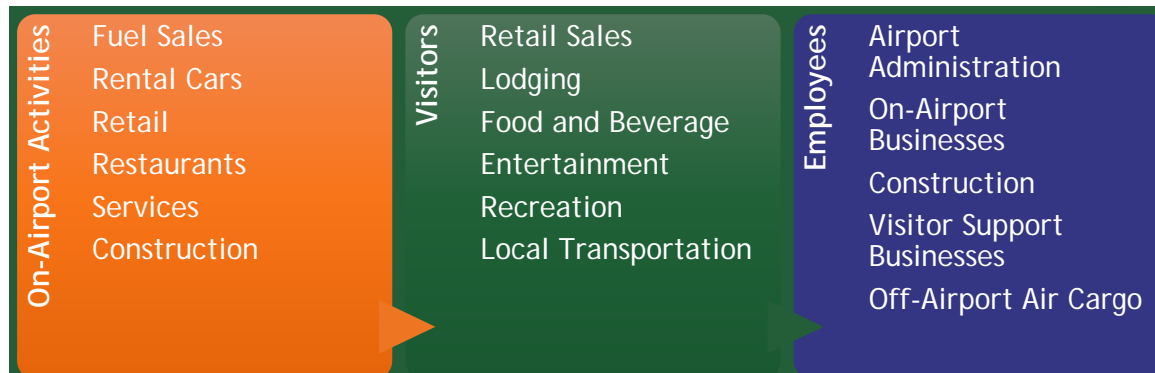 On-Airport Activities
Fuel Sales
Rental Cars
Retail
Restaurants
Services
Construction
Visitors
Retail Sales
Lodging
Food and Beverage
Entertainment
Recreation
Local Transportation
Employees
Airport
Administration
On-Airport
Businesses
Construction
Visitor Support
Businesses
Off-Airport Air Cargo